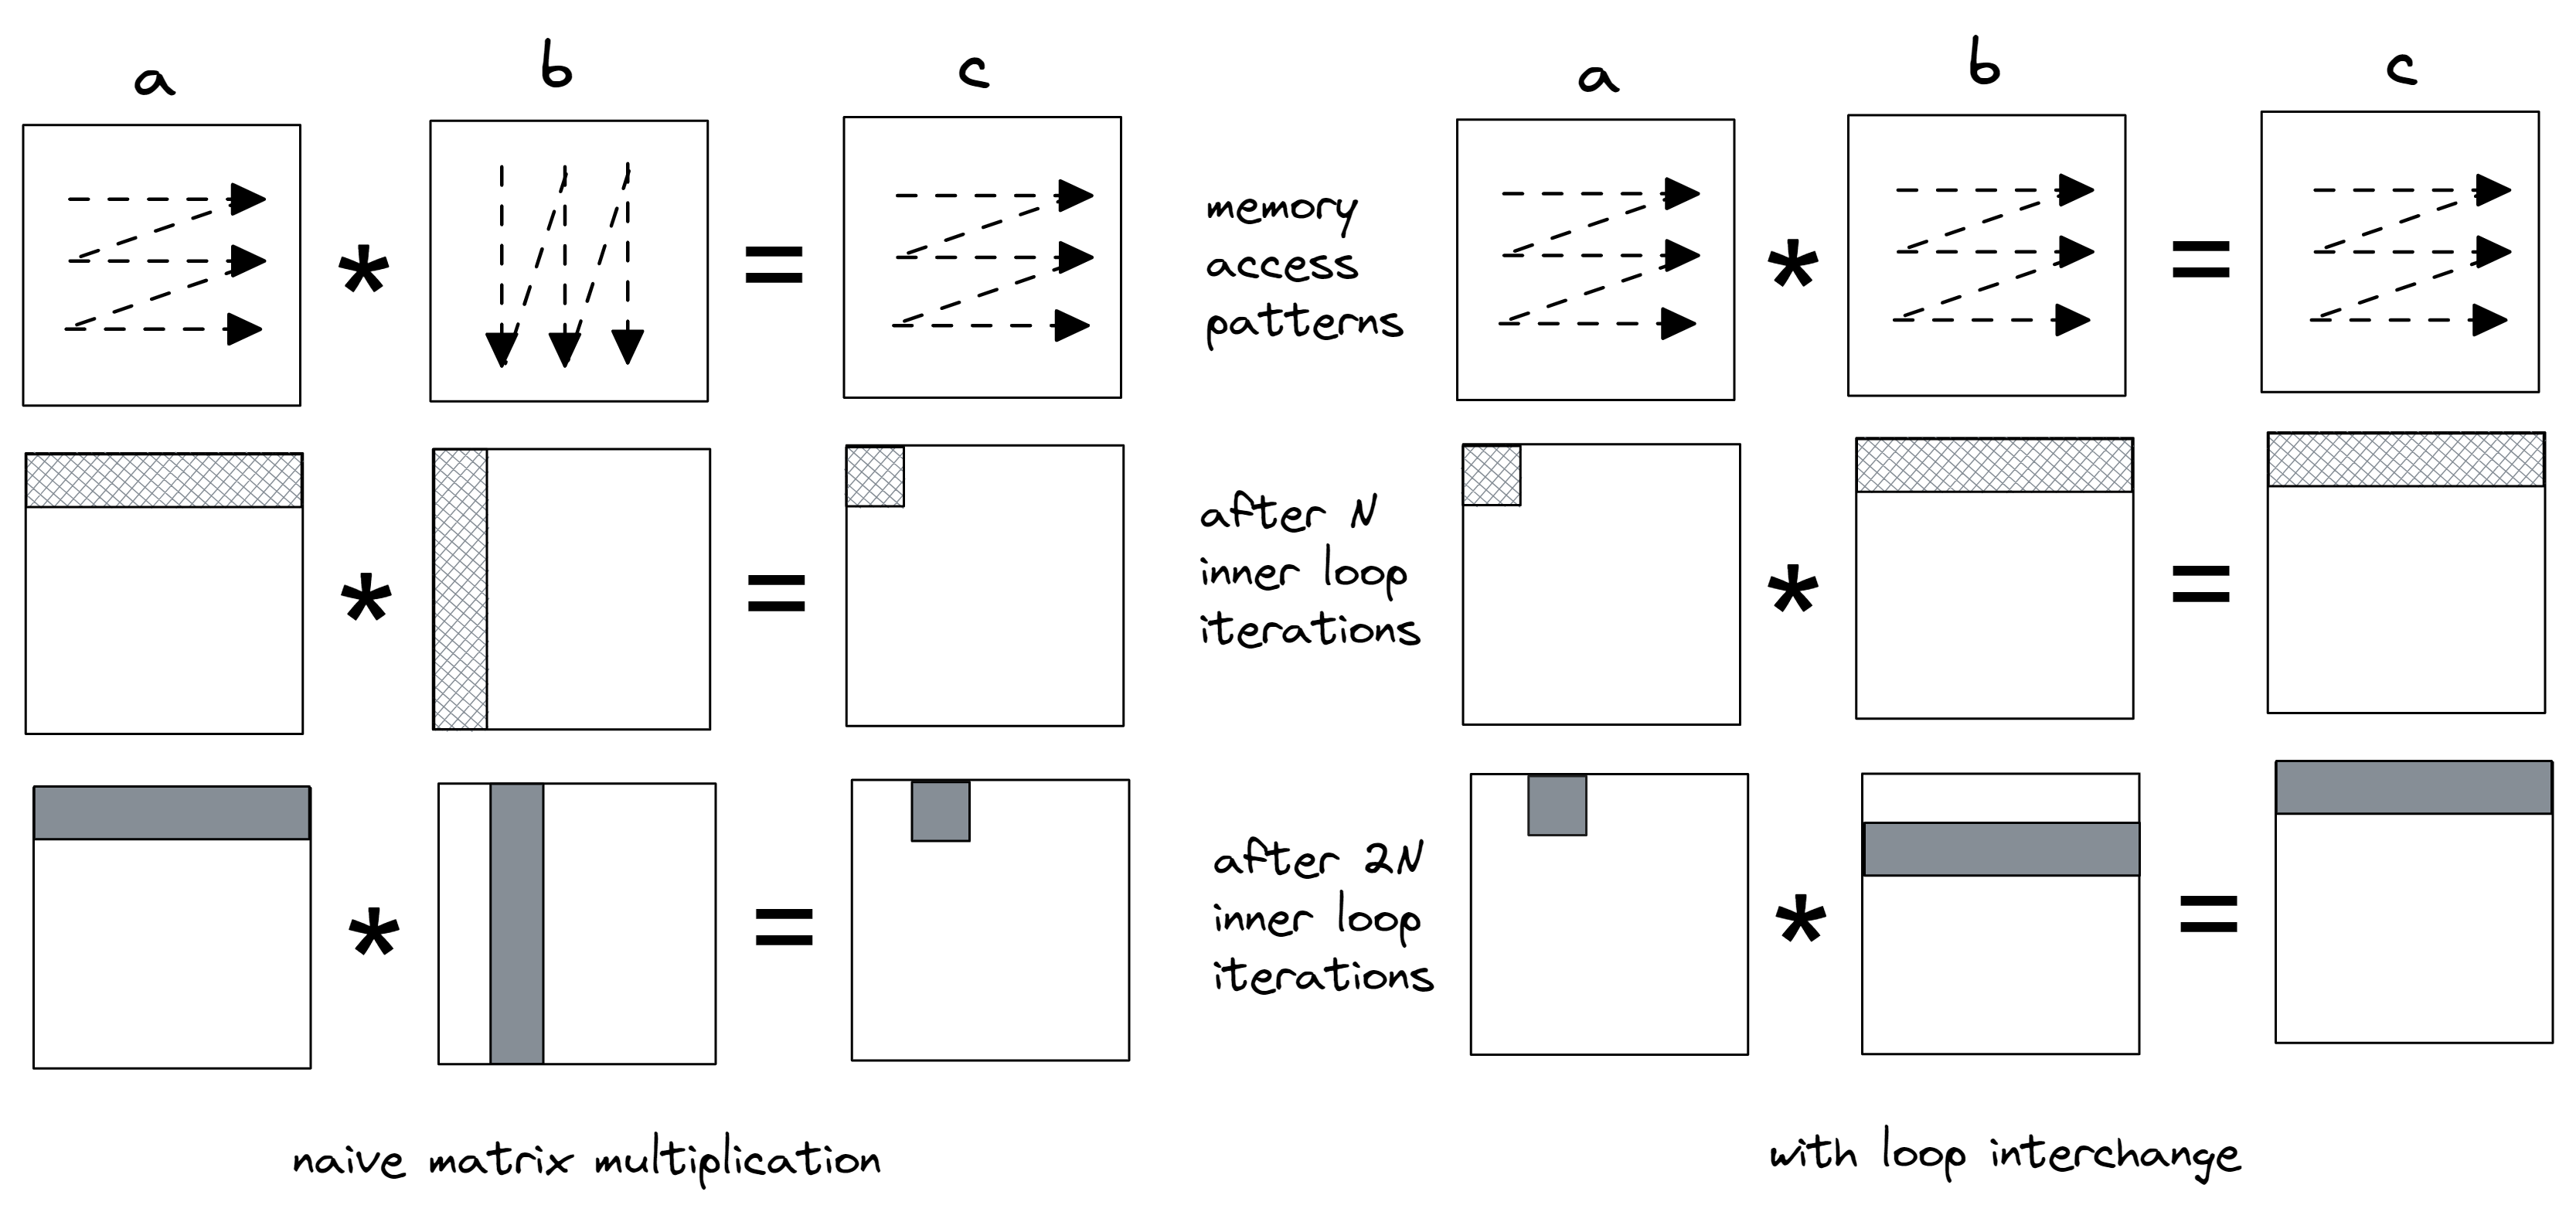 a b c a b c
* = memory access patterns * =
* = after N inner loop iterations * =
* = after 2N inner loop iterations * =
naive matrix multiplication
with loop interchange